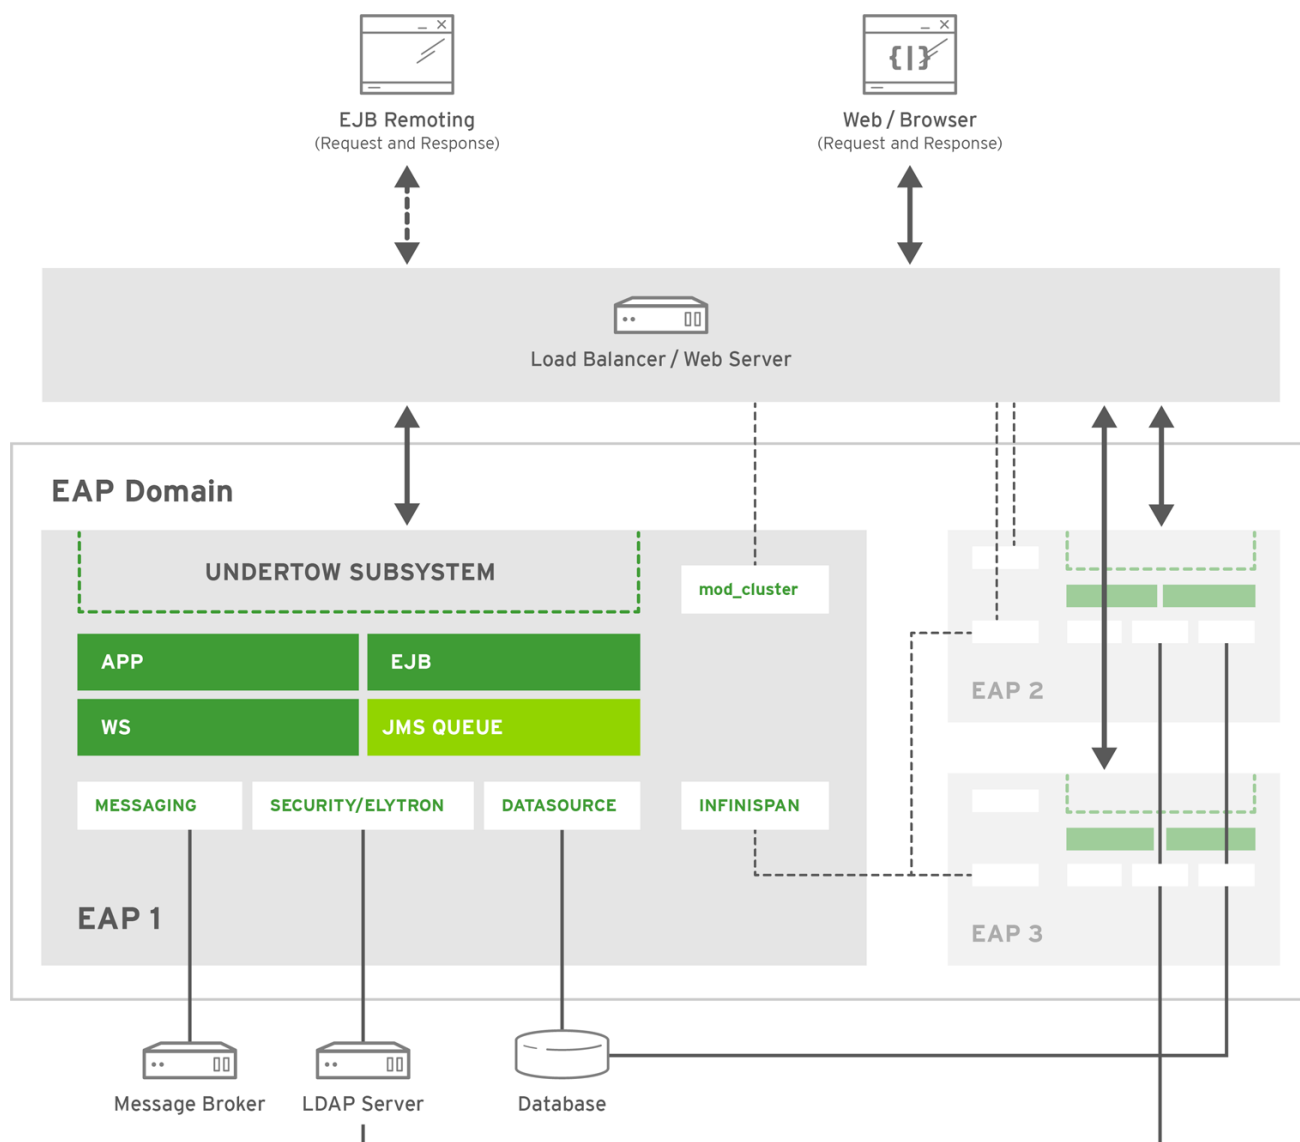 EJB Remoting
(Request and Response)
Web / Browser
(Request and Response)
Load Balancer / Web Server
EAP Domain
UNDERTOW SUBSYSTEM
mod_cluster
APP
EJB
WS
JMS QUEUE
MESSAGING
SECURITY/ELYTRON
DATASOURCE
INFINISPAN
EAP 1
EAP 2
EAP 3
Message Broker
LDAP Server
Database